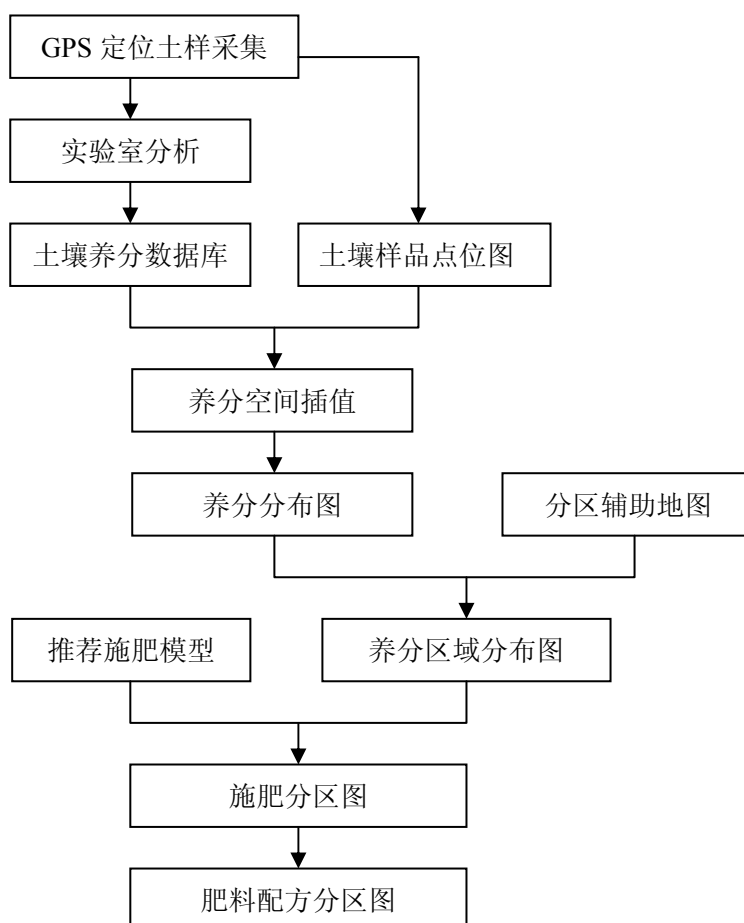 GPS 定位土样采集
实验室分析
土壤养分数据库
土壤样品点位图
养分空间插值
养分分布图
分区辅助地图
推荐施肥模型
养分区域分布图
施肥分区图
肥料配方分区图